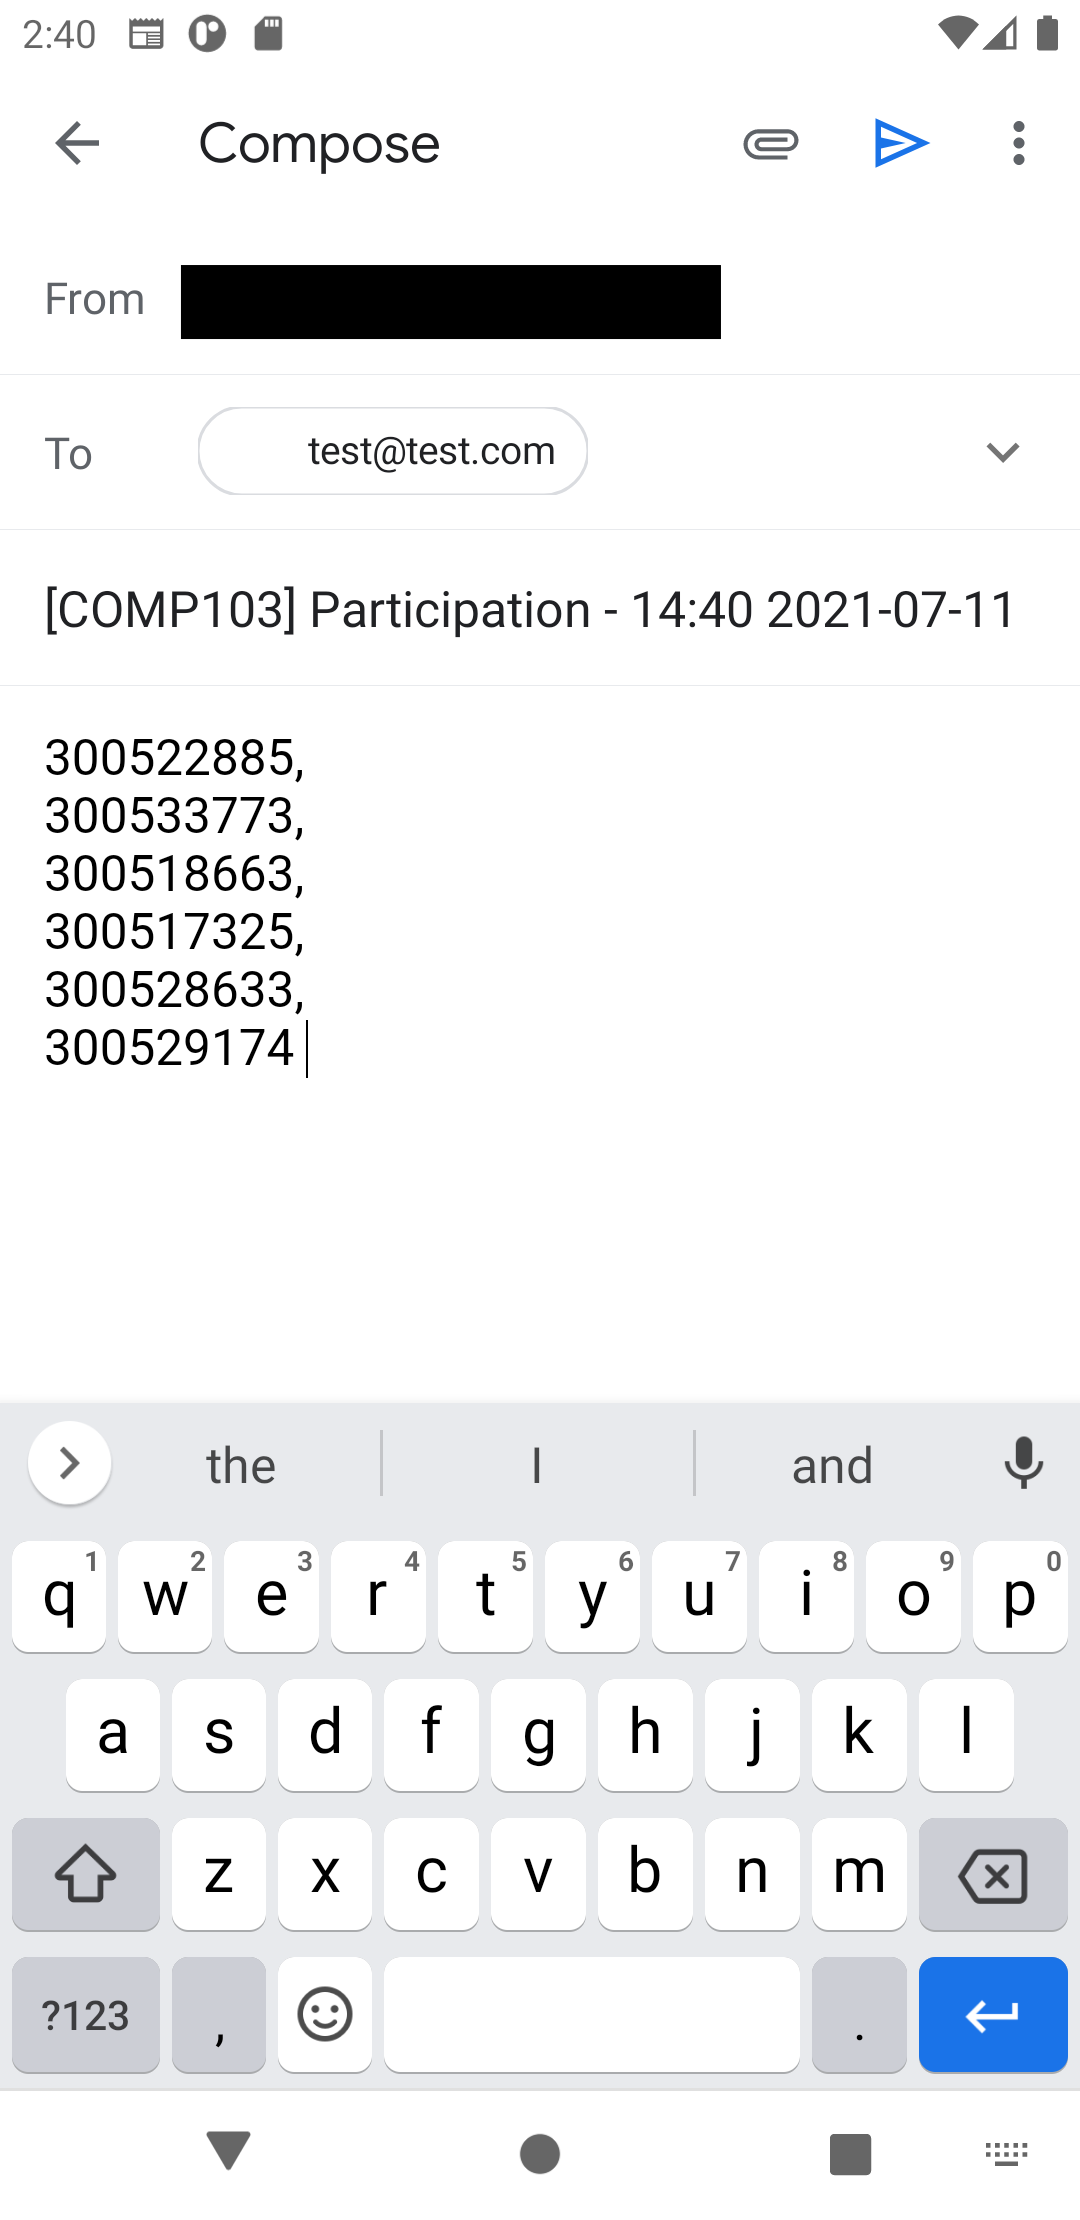 2:40
Compose
From
To test@test.com
[COMP103] Participation - 14:40 2021-07-11
300522885,
300533773,
300518663,
300517325,
300528633,
300529174
the I and
q1 w2 e3 r4 t5 y6 u7 i8 o9 p0
a s d f g h j k l
z x c v b n m
?123 , .